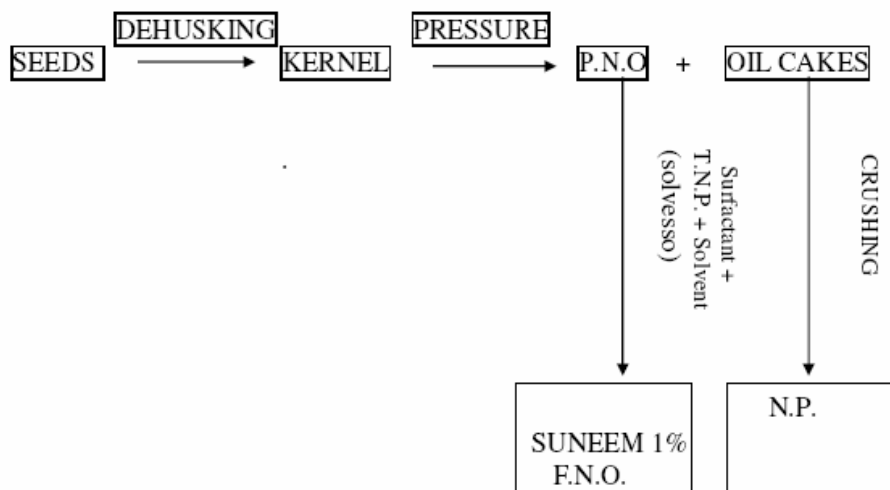 DEHUSKING
PRESSURE
SEEDS
KERNEL
P.N.O
+
OIL CAKES
Surfactant +
T.N.P. + Solvent
(solvesso)
CRUSHING
SUNEEM 1%
F.N.O.
N.P.